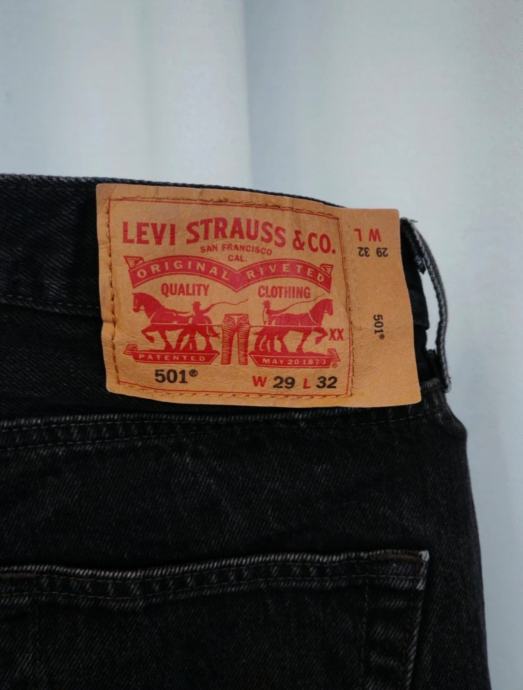 LEVI STRAUSS & CO.
SAN FRANCISCO
CAL.
ORIGINAL RIVETED
QUALITY CLOTHING
XX
PATENTED MAY 20 1873
501® W 29 L 32
W L
29 32
501®